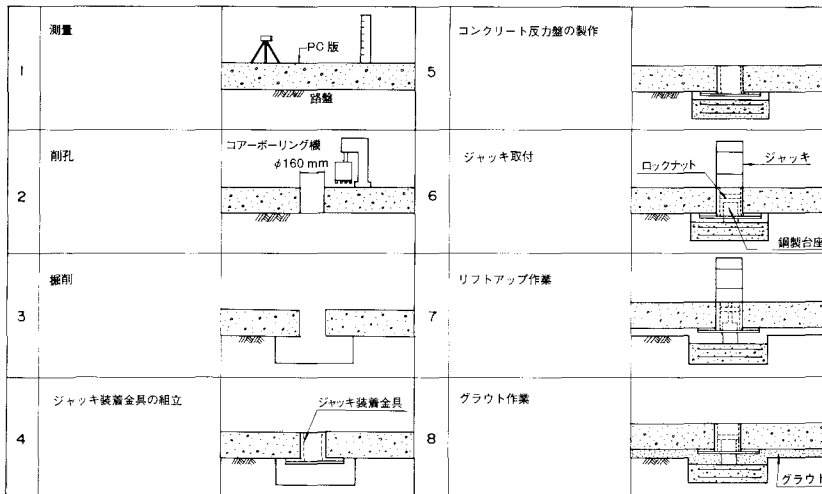 1
測量
PC 版
路盤
2
削孔
コアーボーリング機
φ160 mm
3
掘削
4
ジャッキ装着金具の組立
ジャッキ装着金具
5
コンクリート反力盤の製作
6
ジャッキ取付
ロックナット
ジャッキ
鋼製台座
7
リフトアップ作業
8
グラウト作業
グラウト